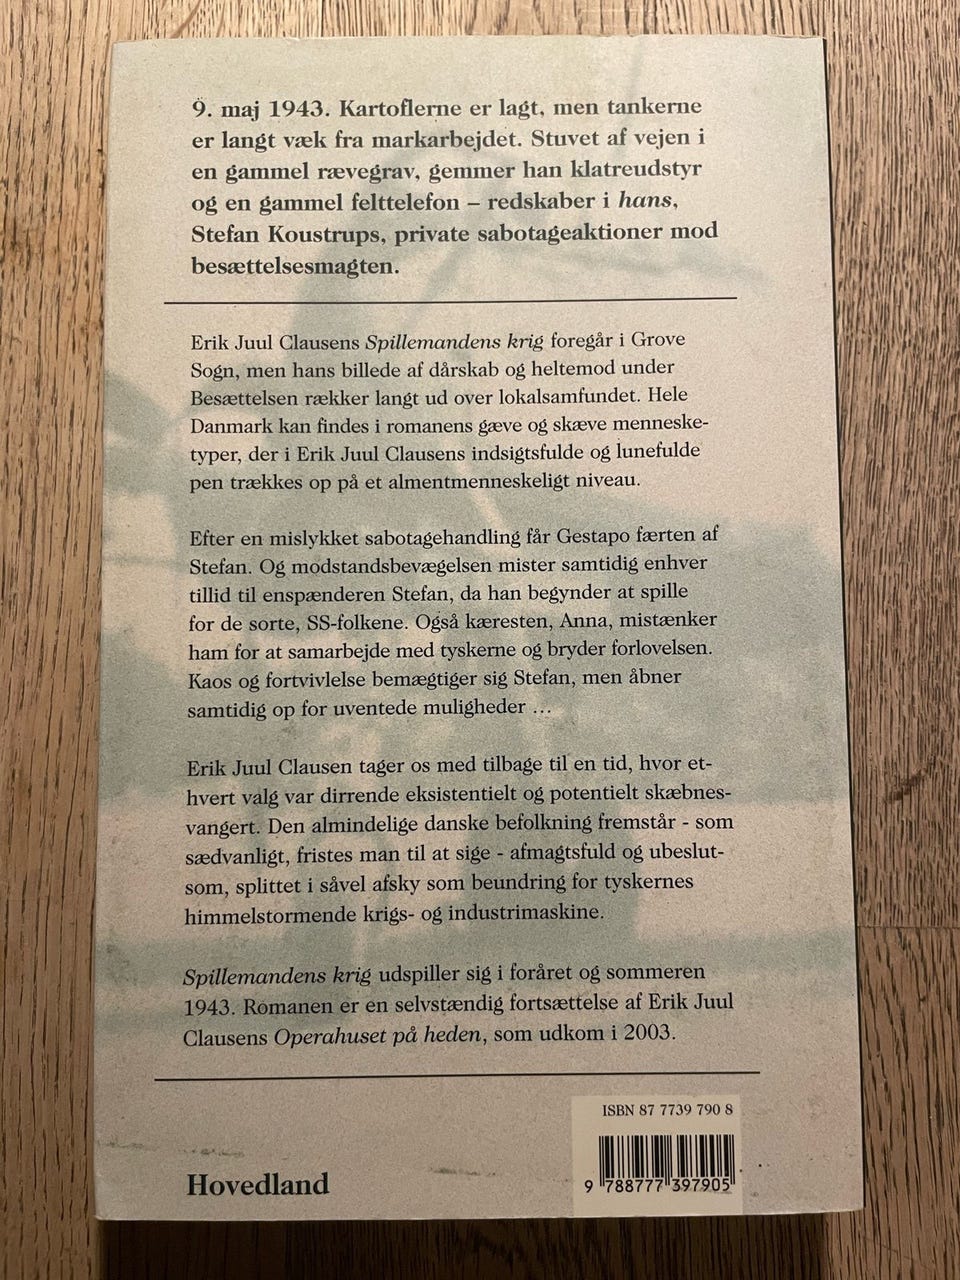 9. maj 1943. Kartoflerne er lagt, men tankerne
er langt væk fra markarbejdet. Stuvet af vejen i
en gammel rævegrav, gemmer han klatreudstyr
og en gammel felttelefon – redskaber i hans,
Stefan Koustrups, private sabotageaktioner mod
besættelsesmagten.
Erik Juul Clausens Spillemandens krig foregår i Grove
Sogn, men hans billede af dårskab og heltemod under
Besættelsen rækker langt ud over lokalsamfundet. Hele
Danmark kan findes i romanens gæve og skæve menneske-
typer, der i Erik Juul Clausens indsigtsfulde og lunefulde
pen trækkes op på et almentmenneskeligt niveau.
Efter en mislykket sabotagehandling får Gestapo færten af
Stefan. Og modstandsbevægelsen mister samtidig enhver
tillid til enspænderen Stefan, da han begynder at spille
for de sorte, SS-folkene. Også kæresten, Anna, mistænker
ham for at samarbejde med tyskerne og bryder forlovelsen.
Kaos og fortvivlelse bemægtiger sig Stefan, men åbner
samtidig op for uventede muligheder ...
Erik Juul Clausen tager os med tilbage til en tid, hvor et-
hvert valg var dirrende eksistentielt og potentielt skæbnes-
vangert. Den almindelige danske befolkning fremstår - som
sædvanligt, fristes man til at sige - afmagtsfuld og ubeslut-
som, splittet i såvel afsky som beundring for tyskernes
himmelstormende krigs- og industrimaskine.
Spillemandens krig udspiller sig i foråret og sommeren
1943. Romanen er en selvstændig fortsættelse af Erik Juul
Clausens Operahuset på heden, som udkom i 2003.
ISBN 87 7739 790 8
9 788777 397905
Hovedland